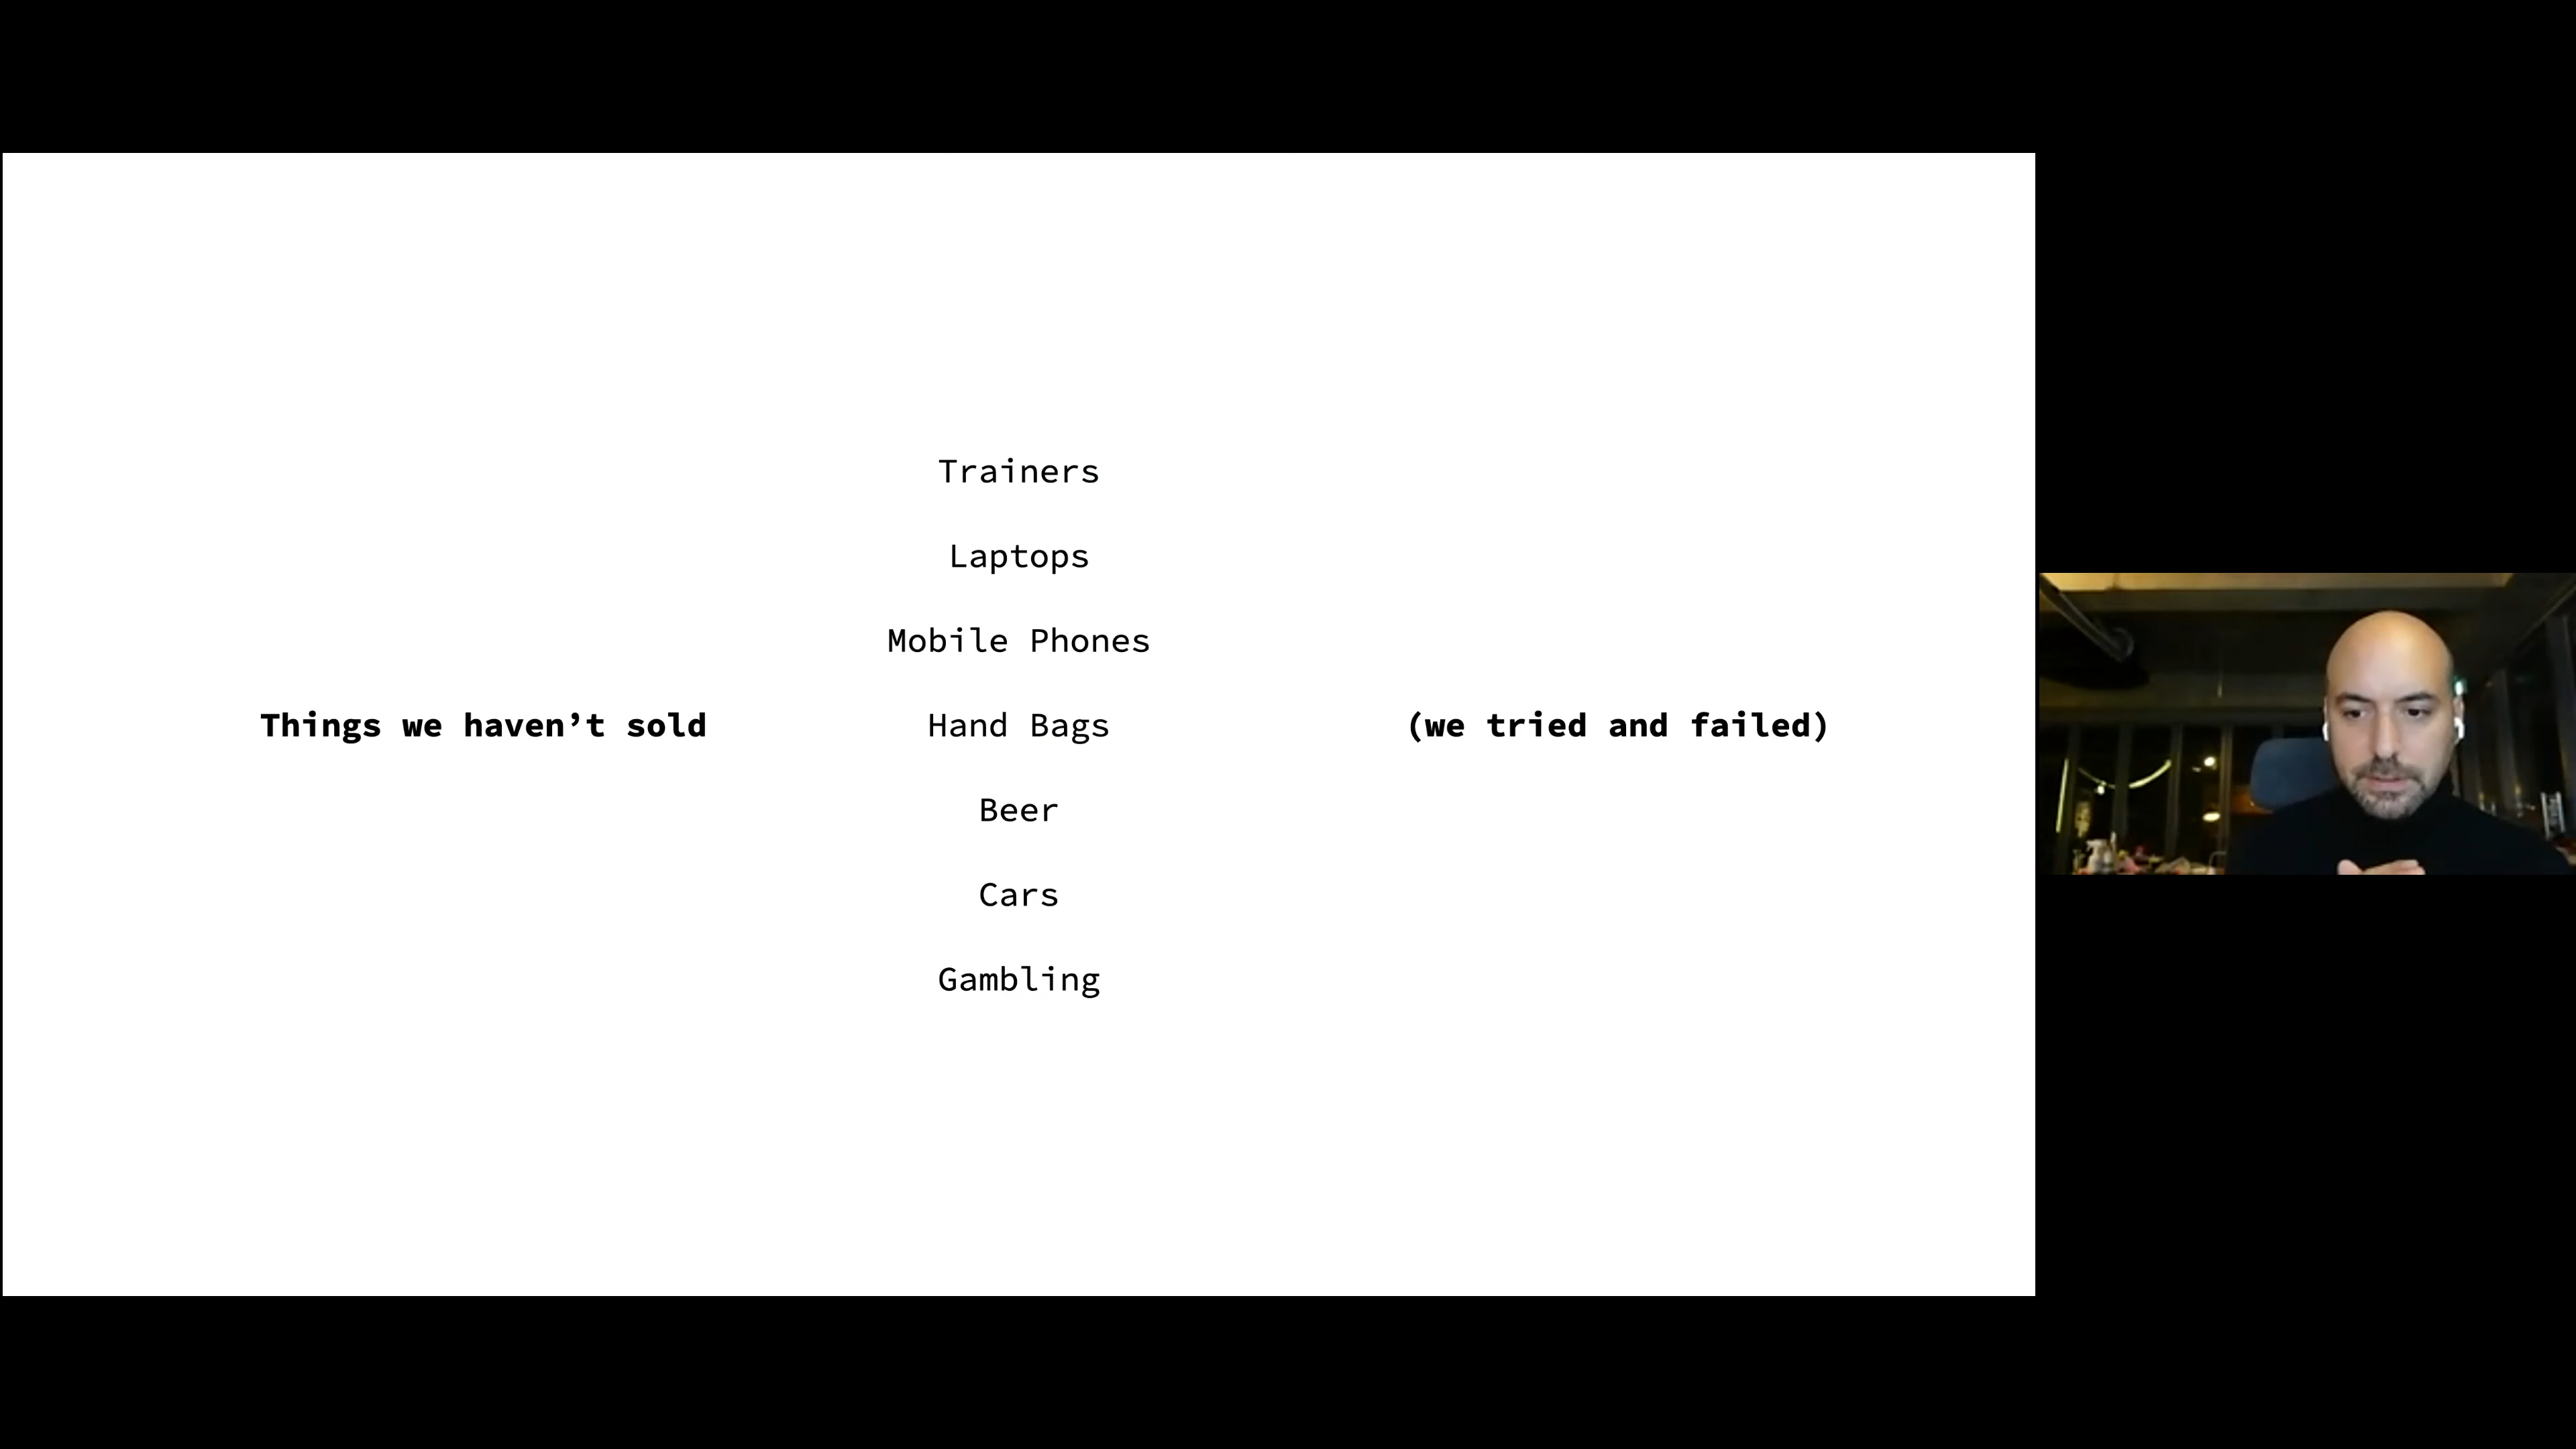 Trainers
Laptops
Mobile Phones
Things we haven’t sold
Hand Bags
(we tried and failed)
Beer
Cars
Gambling